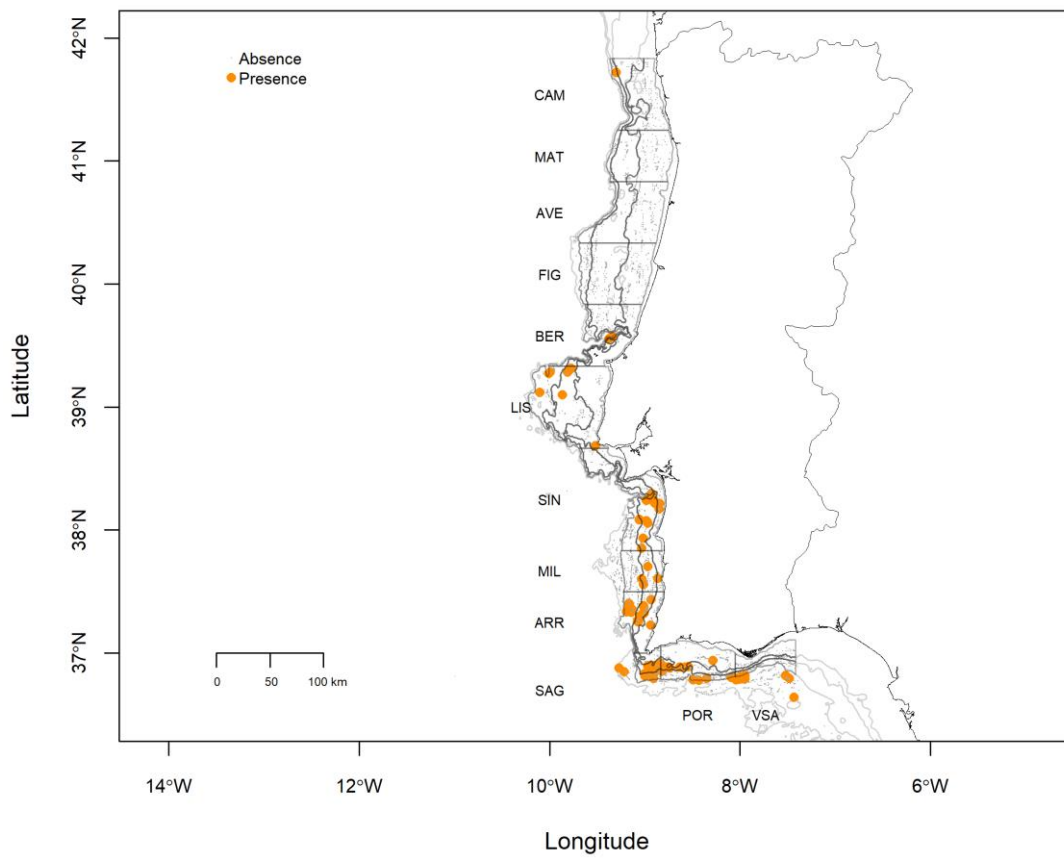 Absence
Presence
42°N
41°N
40°N
39°N
38°N
37°N
Latitude
CAM
MAT
AVE
FIG
BER
LIS
SIN
MIL
ARR
SAG
POR
VSA
0 50 100 km
14°W
12°W
10°W
8°W
6°W
Longitude